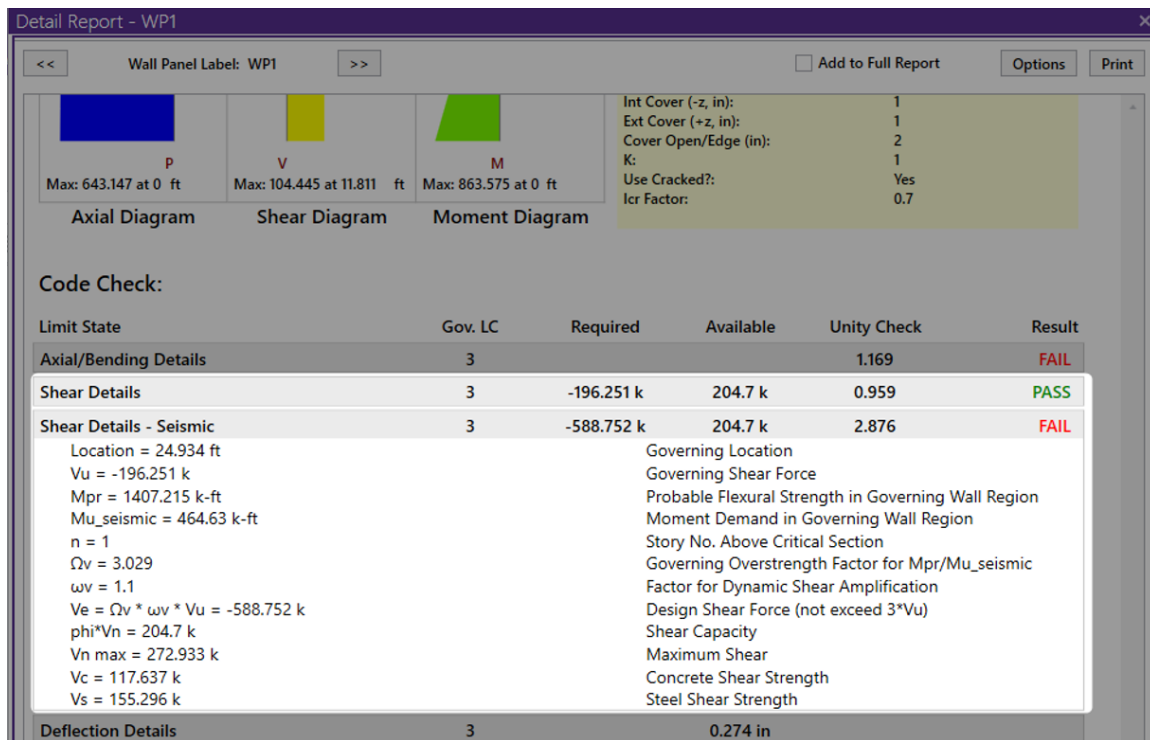 Detail Report - WP1
<< Wall Panel Label: WP1 >> Add to Full Report Options Print
Int Cover (-z, in): 1
Ext Cover (+z, in): 1
Cover Open/Edge (in): 2
K: 1
Use Cracked?: Yes
Icr Factor: 0.7
P V M
Max: 643.147 at 0 ft Max: 104.445 at 11.811 ft Max: 863.575 at 0 ft
Axial Diagram Shear Diagram Moment Diagram
Code Check:
Limit State Gov. LC Required Available Unity Check Result
Axial/Bending Details 3 1.169 FAIL
Shear Details 3 -196.251 k 204.7 k 0.959 PASS
Shear Details - Seismic 3 -588.752 k 204.7 k 2.876 FAIL
Location = 24.934 ft Governing Location
Vu = -196.251 k Governing Shear Force
Mpr = 1407.215 k-ft Probable Flexural Strength in Governing Wall Region
Mu_seismic = 464.63 k-ft Moment Demand in Governing Wall Region
n = 1 Story No. Above Critical Section
Ωv = 3.029 Governing Overstrength Factor for Mpr/Mu_seismic
ωv = 1.1 Factor for Dynamic Shear Amplification
Ve = Ωv * ωv * Vu = -588.752 k Design Shear Force (not exceed 3*Vu)
phi*Vn = 204.7 k Shear Capacity
Vn max = 272.933 k Maximum Shear
Vc = 117.637 k Concrete Shear Strength
Vs = 155.296 k Steel Shear Strength
Deflection Details 3 0.274 in